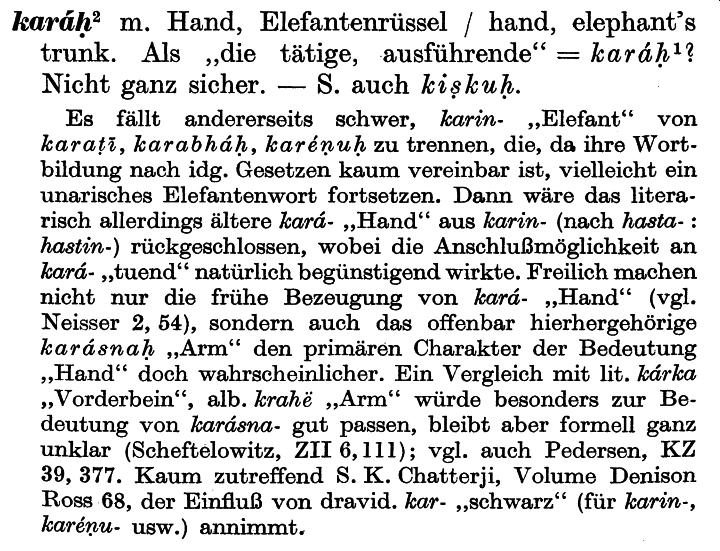 karáḥ² m. Hand, Elefantenrüssel / hand, elephant's
trunk. Als „die tätige, ausführende“ = karáḥ¹?
Nicht ganz sicher. — S. auch kiṣkuḥ.
Es fällt andererseits schwer, karin- „Elefant“ von
karaṭī, karabháḥ, karéṇuḥ zu trennen, die, da ihre Wort-
bildung nach idg. Gesetzen kaum vereinbar ist, vielleicht ein
unarisches Elefantenwort fortsetzen. Dann wäre das litera-
risch allerdings ältere kará- „Hand“ aus karin- (nach hasta- :
hastin-) rückgeschlossen, wobei die Anschlußmöglichkeit an
kará- „tuend“ natürlich begünstigend wirkte. Freilich machen
nicht nur die frühe Bezeugung von kará- „Hand“ (vgl.
Neisser 2, 54), sondern auch das offenbar hierhergehörige
karásnaḥ „Arm“ den primären Charakter der Bedeutung
„Hand“ doch wahrscheinlicher. Ein Vergleich mit lit. kárka
„Vorderbein“, alb. krahë „Arm“ würde besonders zur Be-
deutung von karásna- gut passen, bleibt aber formell ganz
unklar (Scheftelowitz, ZII 6,111); vgl. auch Pedersen, KZ
39, 377. Kaum zutreffend S. K. Chatterji, Volume Denison
Ross 68, der Einfluß von dravid. kar- „schwarz“ (für karin-,
karéṇu- usw.) annimmt.